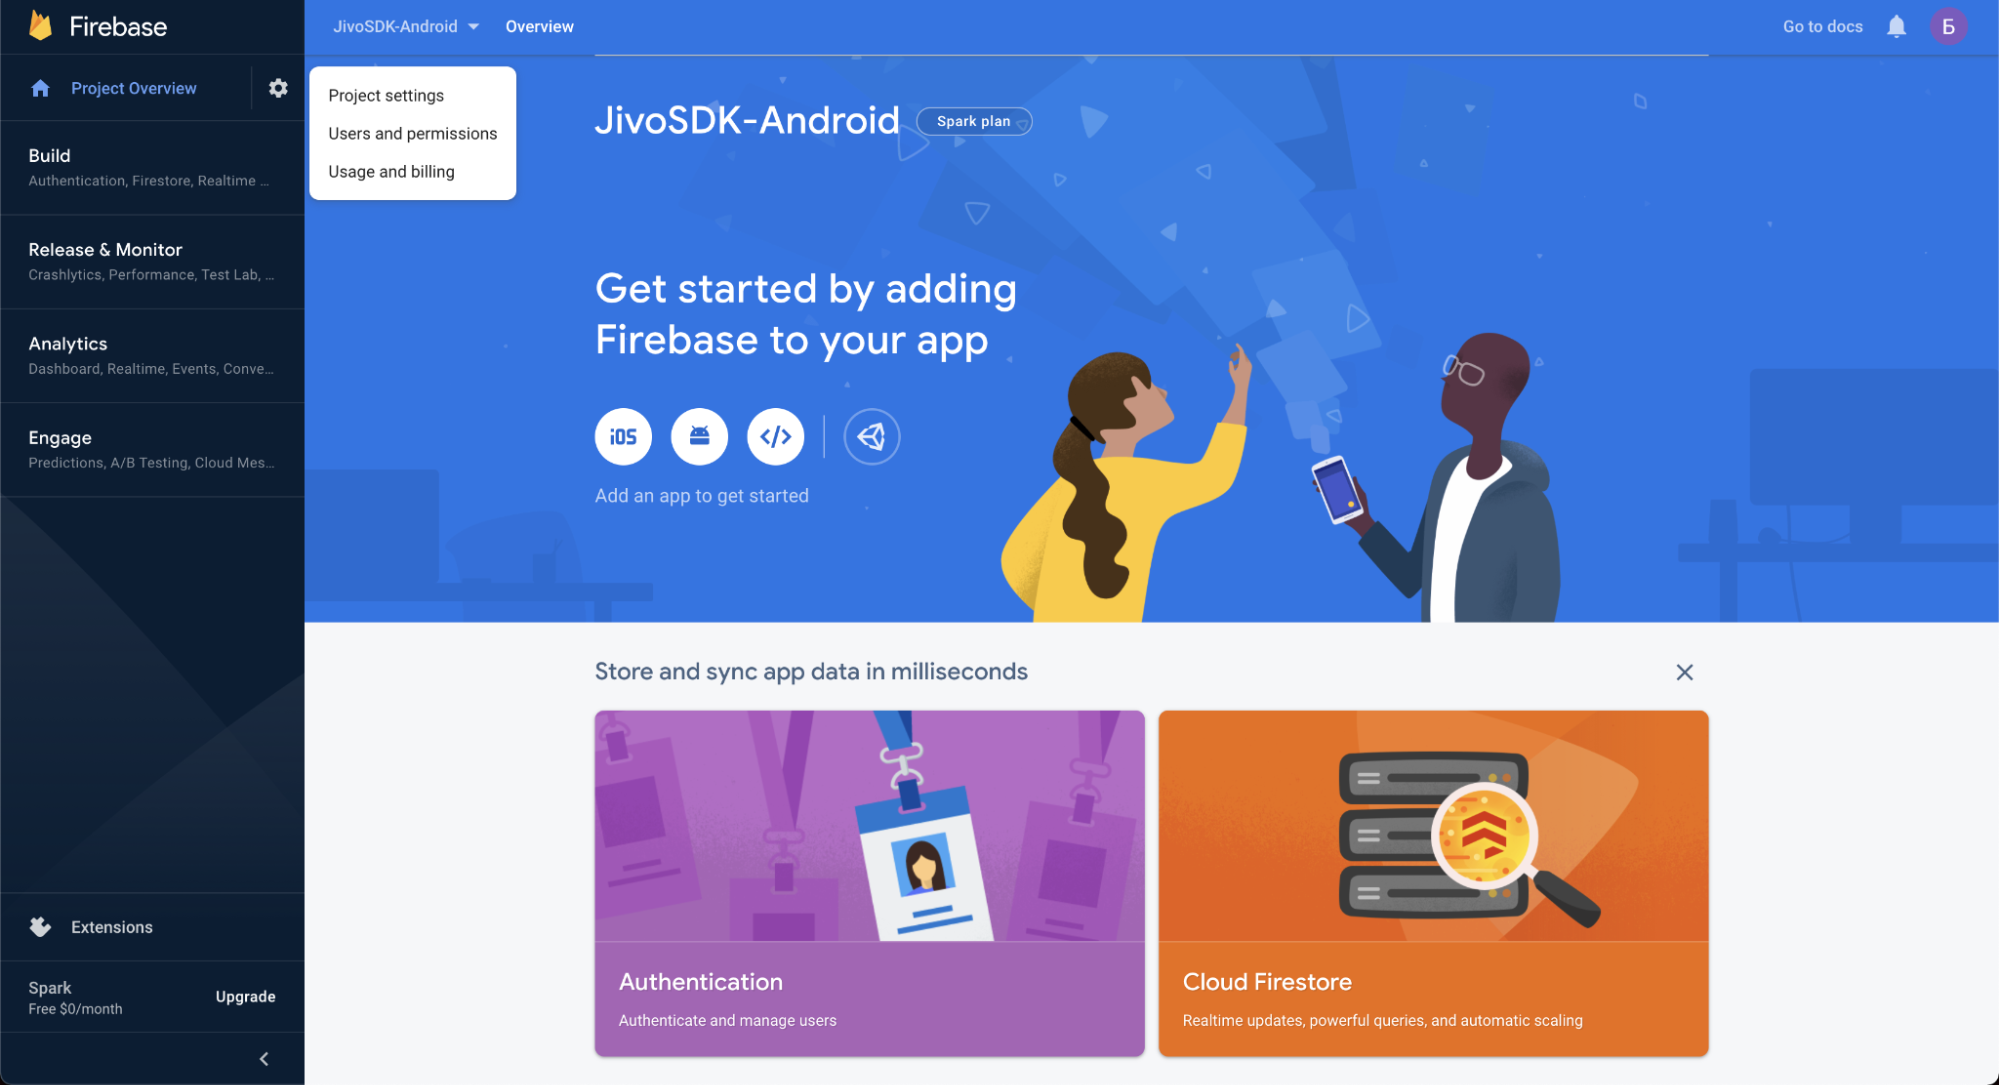 Firebase
JivoSDK-Android
Overview
Go to docs
Б
Project Overview
Project settings
Users and permissions
Usage and billing
Build
Authentication, Firestore, Realtime ...
Release & Monitor
Crashlytics, Performance, Test Lab, ...
Analytics
Dashboard, Realtime, Events, Conve...
Engage
Predictions, A/B Testing, Cloud Mes...
Extensions
Spark
Free $0/month
Upgrade
JivoSDK-Android
Spark plan
Get started by adding
Firebase to your app
iOS
</>
Add an app to get started
Store and sync app data in milliseconds
Authentication
Authenticate and manage users
Cloud Firestore
Realtime updates, powerful queries, and automatic scaling